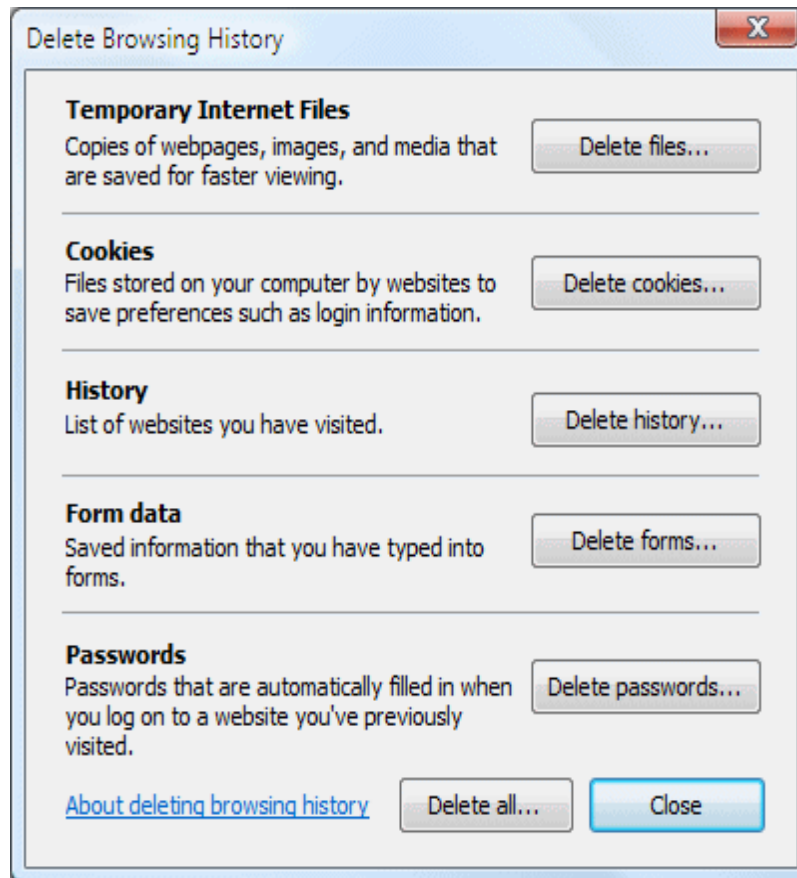 Delete Browsing History
Temporary Internet Files
Copies of webpages, images, and media that
are saved for faster viewing.
Delete files...
Cookies
Files stored on your computer by websites to
save preferences such as login information.
Delete cookies...
History
List of websites you have visited.
Delete history...
Form data
Saved information that you have typed into
forms.
Delete forms...
Passwords
Passwords that are automatically filled in when
you log on to a website you've previously
visited.
Delete passwords...
About deleting browsing history
Delete all...
Close